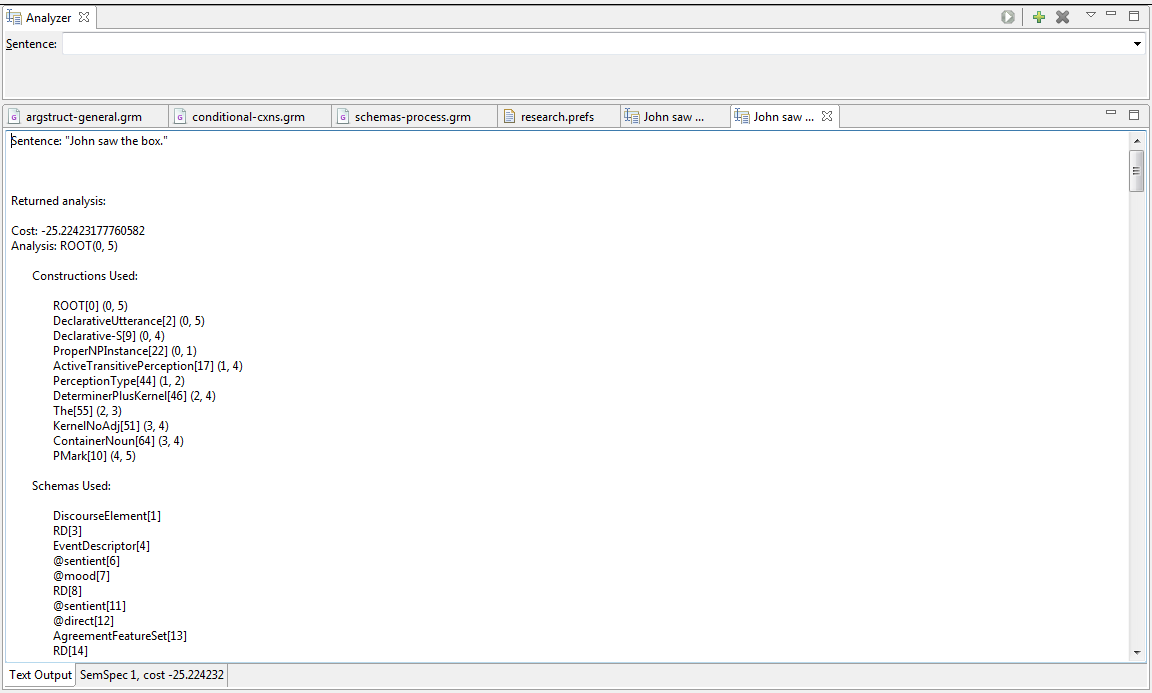 Analyzer
Sentence:
argstruct-general.grm conditional-cxns.grm schemas-process.grm research.prefs John saw ... John saw ...
Sentence: "John saw the box."
Returned analysis:
Cost: -25.22423177760582
Analysis: ROOT(0, 5)
Constructions Used:
ROOT[0] (0, 5)
DeclarativeUtterance[2] (0, 5)
Declarative-S[9] (0, 4)
ProperNPInstance[22] (0, 1)
ActiveTransitivePerception[17] (1, 4)
PerceptionType[44] (1, 2)
DeterminerPlusKernel[46] (2, 4)
The[55] (2, 3)
KernelNoAdj[51] (3, 4)
ContainerNoun[64] (3, 4)
PMark[10] (4, 5)
Schemas Used:
DiscourseElement[1]
RD[3]
EventDescriptor[4]
@sentient[6]
@mood[7]
RD[8]
@sentient[11]
@direct[12]
AgreementFeatureSet[13]
RD[14]
Text Output SemSpec 1, cost -25.224232